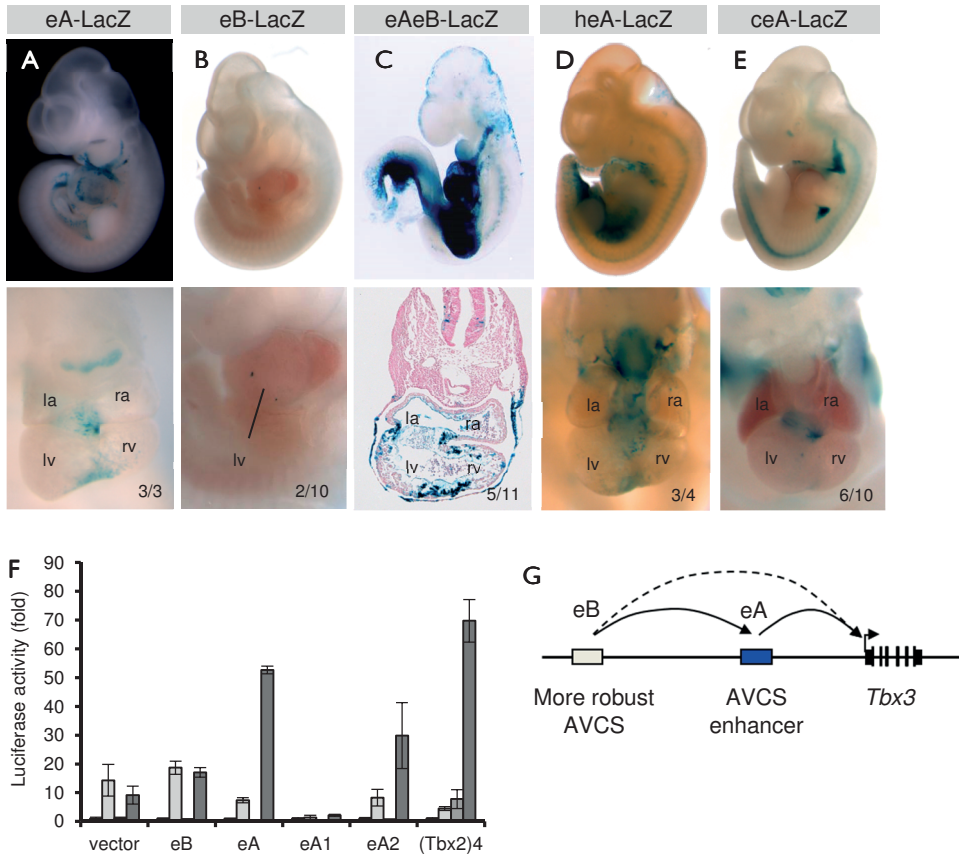 eA-LacZ
eB-LacZ
eAeB-LacZ
heA-LacZ
ceA-LacZ
A
B
C
D
E
la
ra
lv
rv
3/3
lv
2/10
la
ra
lv
rv
5/11
la
ra
lv
rv
3/4
la
ra
lv
rv
6/10
F
Luciferase activity (fold)
90
80
70
60
50
40
30
20
10
0
vector
eB
eA
eA1
eA2
(Tbx2)4
G
eB
eA
More robust
AVCS
AVCS
enhancer
Tbx3